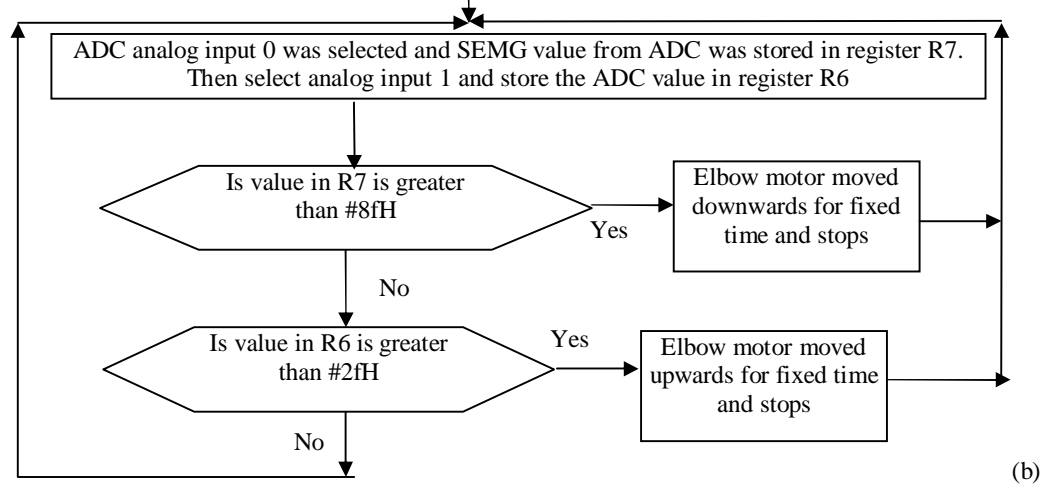 ADC analog input 0 was selected and SEMG value from ADC was stored in register R7.
Then select analog input 1 and store the ADC value in register R6
Is value in R7 is greater
than #8fH
Yes
Elbow motor moved
downwards for fixed
time and stops
No
Is value in R6 is greater
than #2fH
Yes
Elbow motor moved
upwards for fixed time
and stops
No
(b)